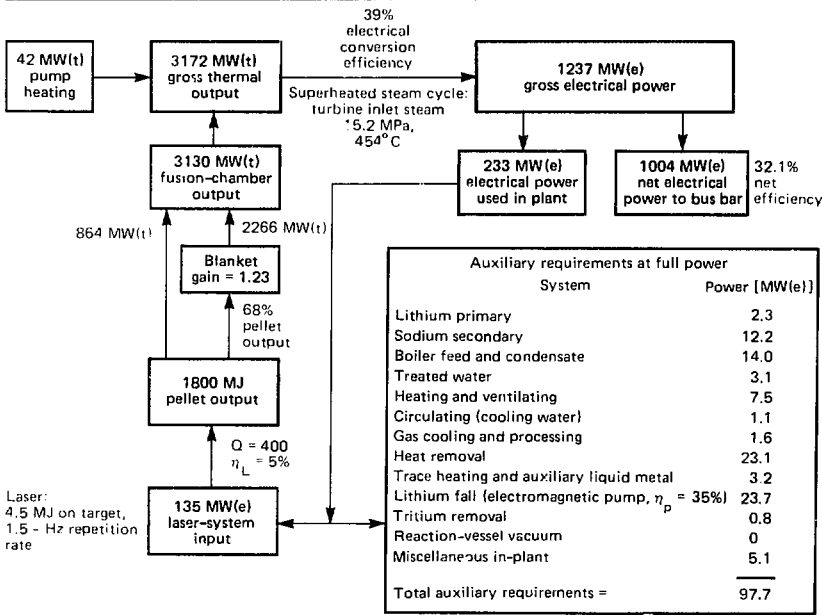 39%
electrical
conversion
efficiency
42 MW(t)
pump
heating
3172 MW(t)
gross thermal
output
1237 MW(e)
gross electrical power
Superheated steam cycle:
turbine inlet steam
15.2 MPa,
454°C
3130 MW(t)
fusion-chamber
output
233 MW(e)
electrical power
used in plant
1004 MW(e)
net electrical
power to bus bar
32.1%
net
efficiency
864 MW(t)
2266 MW(t)
Blanket
gain = 1.23
68%
pellet
output
1800 MJ
pellet output
Q = 400
η_L = 5%
Laser:
4.5 MJ on target,
1.5 - Hz repetition
rate
135 MW(e)
laser-system
input
Auxiliary requirements at full power
System Power [MW(e)]
Lithium primary 2.3
Sodium secondary 12.2
Boiler feed and condensate 14.0
Treated water 3.1
Heating and ventilating 7.5
Circulating (cooling water) 1.1
Gas cooling and processing 1.6
Heat removal 23.1
Trace heating and auxiliary liquid metal 3.2
Lithium fall (electromagnetic pump, η_p = 35%) 23.7
Tritium removal 0.8
Reaction-vessel vacuum 0
Miscellaneous in-plant 5.1
Total auxiliary requirements = 97.7